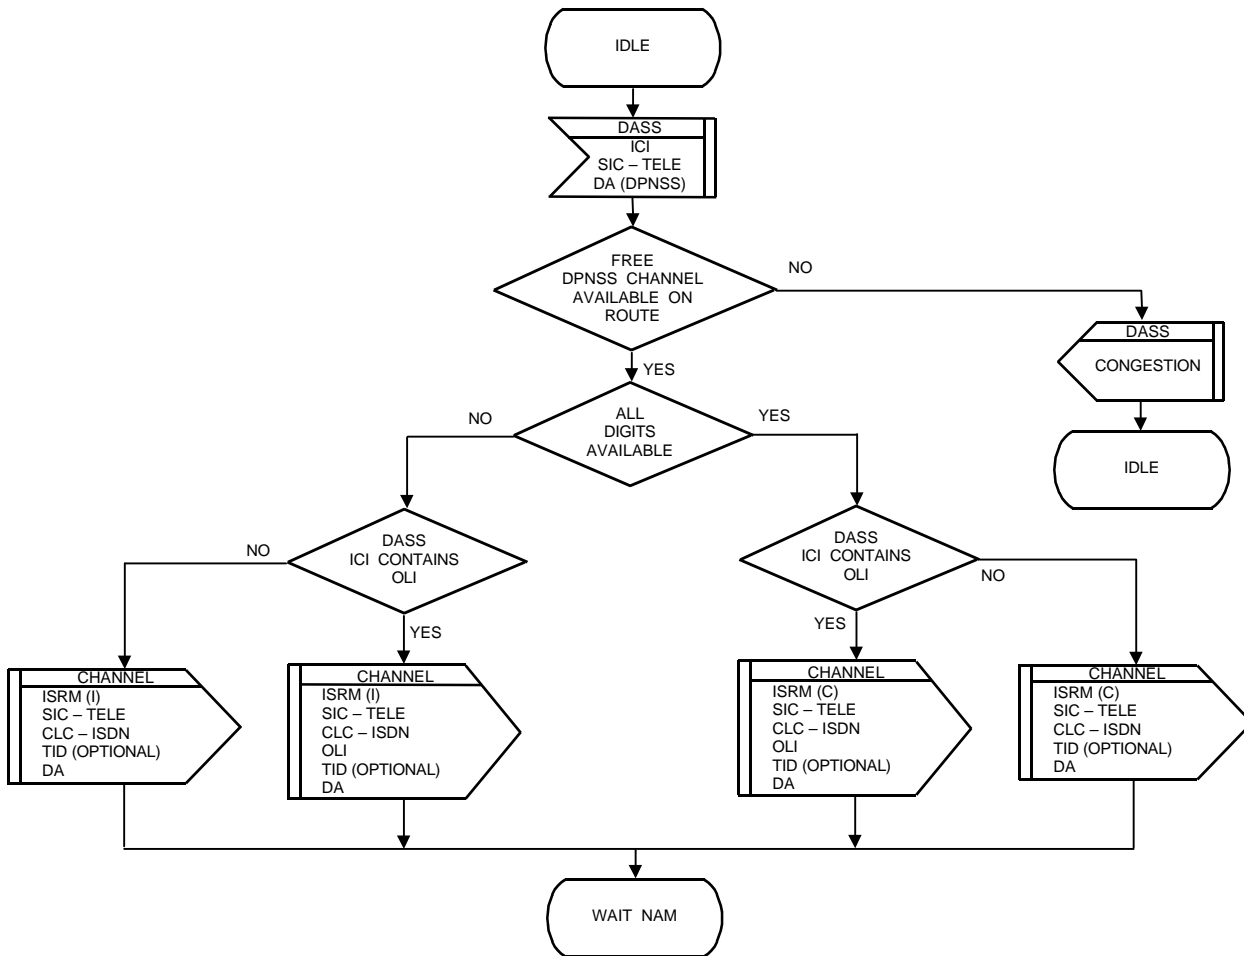 IDLE
DASS
ICI
SIC – TELE
DA (DPNSS)
FREE
DPNSS CHANNEL
AVAILABLE ON
ROUTE
NO
DASS
CONGESTION
IDLE
YES
ALL
DIGITS
AVAILABLE
NO
YES
DASS
ICI CONTAINS
OLI
NO
YES
DASS
ICI CONTAINS
OLI
YES
NO
CHANNEL
ISRM (I)
SIC – TELE
CLC – ISDN
TID (OPTIONAL)
DA
CHANNEL
ISRM (I)
SIC – TELE
CLC – ISDN
OLI
TID (OPTIONAL)
DA
CHANNEL
ISRM (C)
SIC – TELE
CLC – ISDN
OLI
TID (OPTIONAL)
DA
CHANNEL
ISRM (C)
SIC – TELE
CLC – ISDN
TID (OPTIONAL)
DA
WAIT NAM